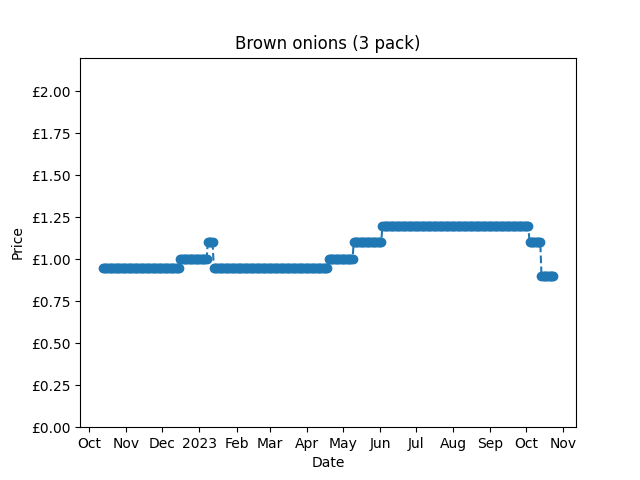 Brown onions (3 pack)
£2.00
£1.75
£1.50
£1.25
£1.00
£0.75
£0.50
£0.25
£0.00
Price
Oct Nov Dec 2023 Feb Mar Apr May Jun Jul Aug Sep Oct Nov
Date